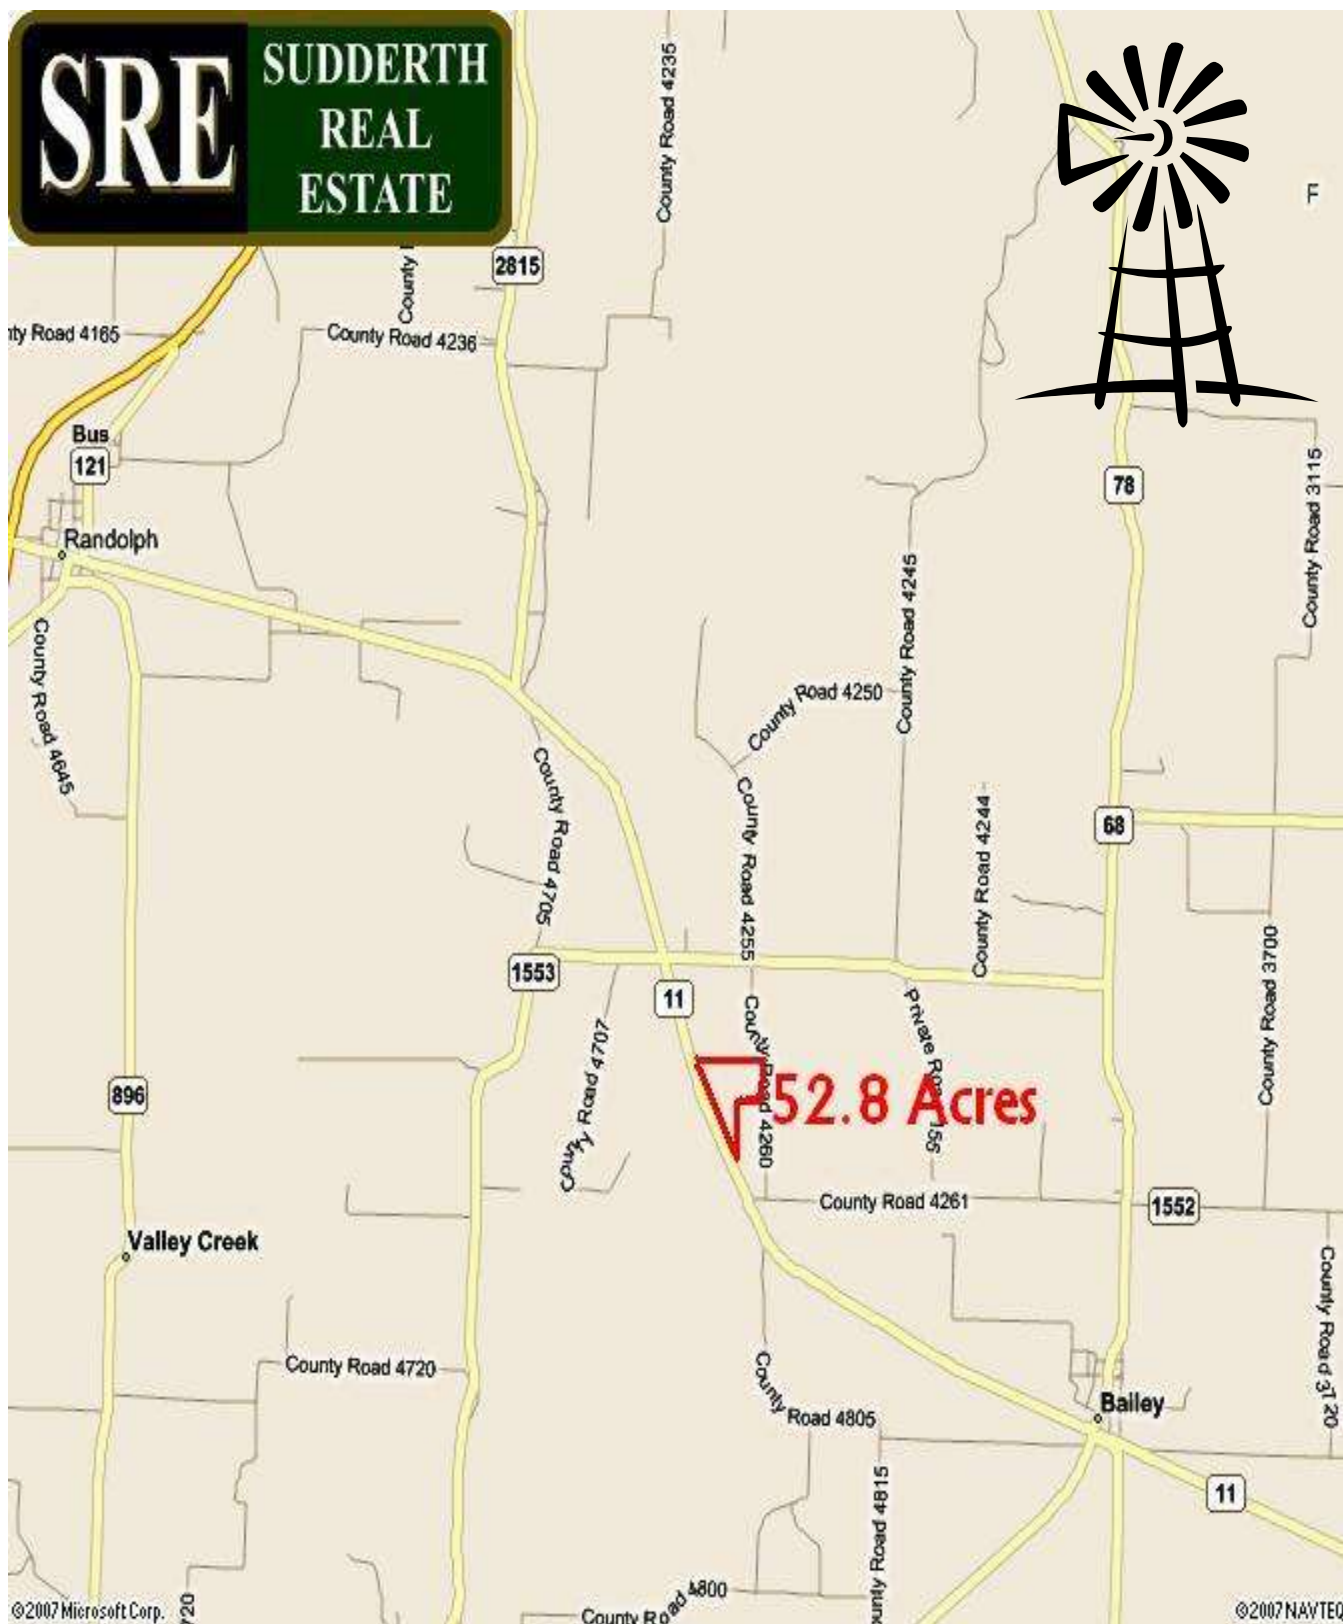 SRE
SUDDERTH
REAL
ESTATE
County Road 4235
F
County
2815
nty Road 4165
County Road 4236
Bus
121
78
County Road 3115
Randolph
County Road 4245
County Road 4645
County Road 4250
County Road 4705
County Road 4255
County Road 4244
68
County Road 3700
1553
11
County Road 4707
County Road 4260
Private Road
52.8 Acres
896
County Road 4261
1552
Valley Creek
County Road 3120
County Road 4720
County Road 4805
Bailey
County Road 4815
11
County Road 4800
720
©2007 Microsoft Corp.
©2007 NAVTEQ